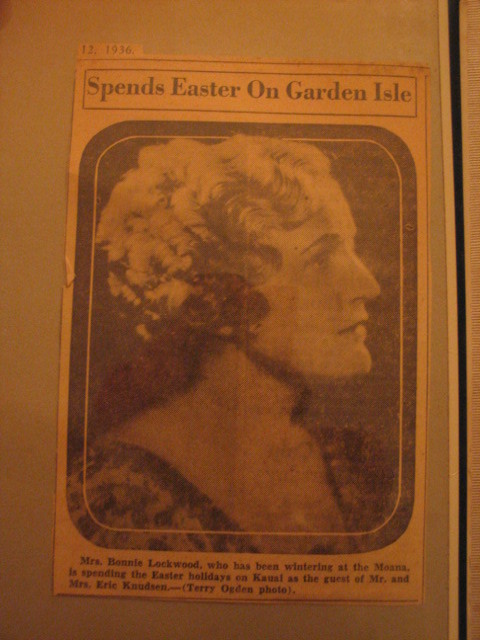 12, 1936.
Spends Easter On Garden Isle
Mrs. Bonnie Lockwood, who has been wintering at the Moana,
is spending the Easter holidays on Kauai as the guest of Mr. and
Mrs. Eric Knudsen.—(Terry Ogden photo).